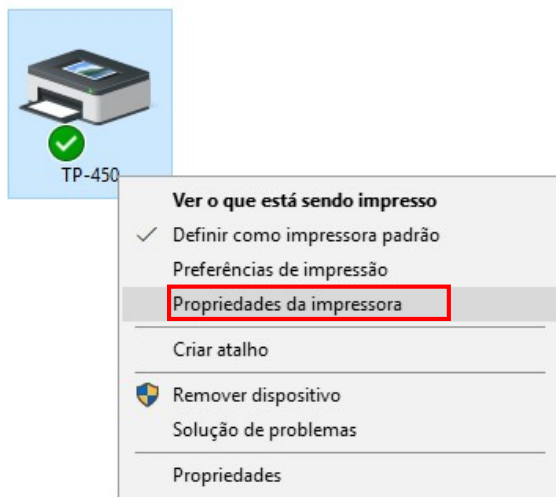 TP-450
Ver o que está sendo impresso
Definir como impressora padrão
Preferências de impressão
Propriedades da impressora
Criar atalho
Remover dispositivo
Solução de problemas
Propriedades